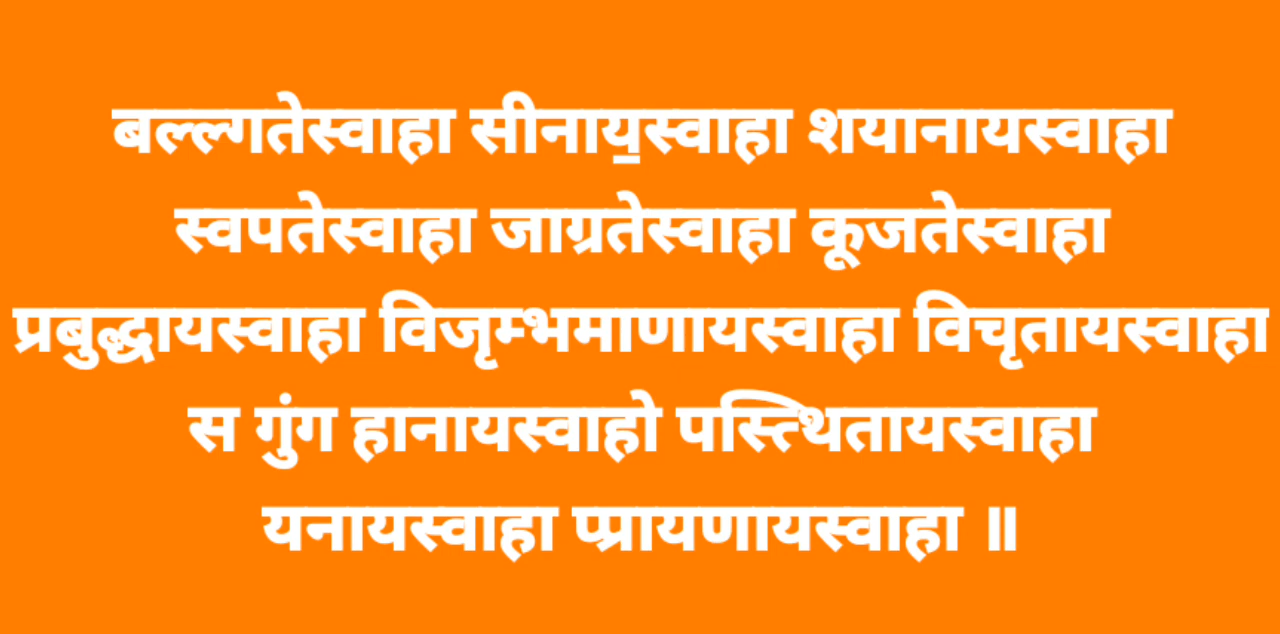 बल्ल्गतेस्वाहा सीनाय॒स्वाहा शयानायस्वाहा
स्वपतेस्वाहा जाग्रतेस्वाहा कूजतेस्वाहा
प्रबुद्धायस्वाहा विजृम्भमाणायस्वाहा विचृतायस्वाहा
स गुंग हानायस्वाहो पस्त्थितायस्वाहा
यनायस्वाहा प्प्रायणायस्वाहा ॥